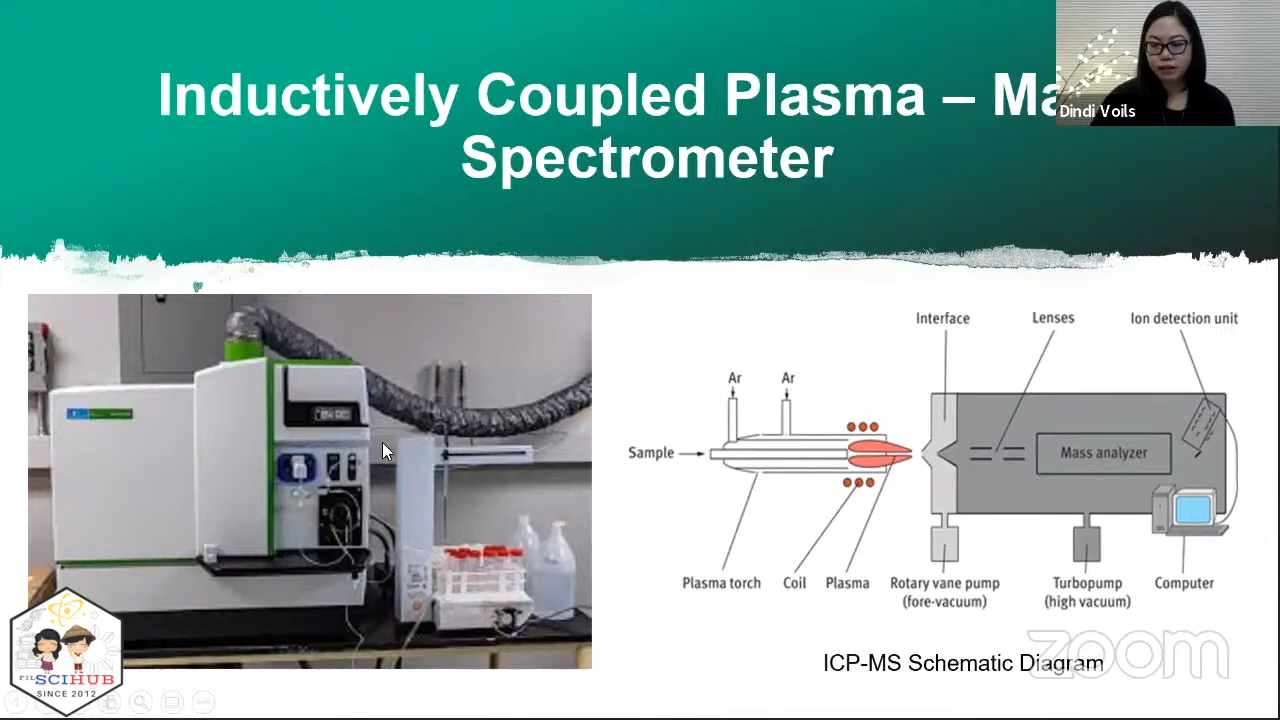 Inductively Coupled Plasma – Ma
Spectrometer
Dindi Voils
Interface
Lenses
Ion detection unit
Ar
Ar
Sample
Mass analyzer
Plasma torch
Coil
Plasma
Rotary vane pump
(fore-vacuum)
Turbopump
(high vacuum)
Computer
ICP-MS Schematic Diagram
zoom
FIL SCIHUB
SINCE 2012